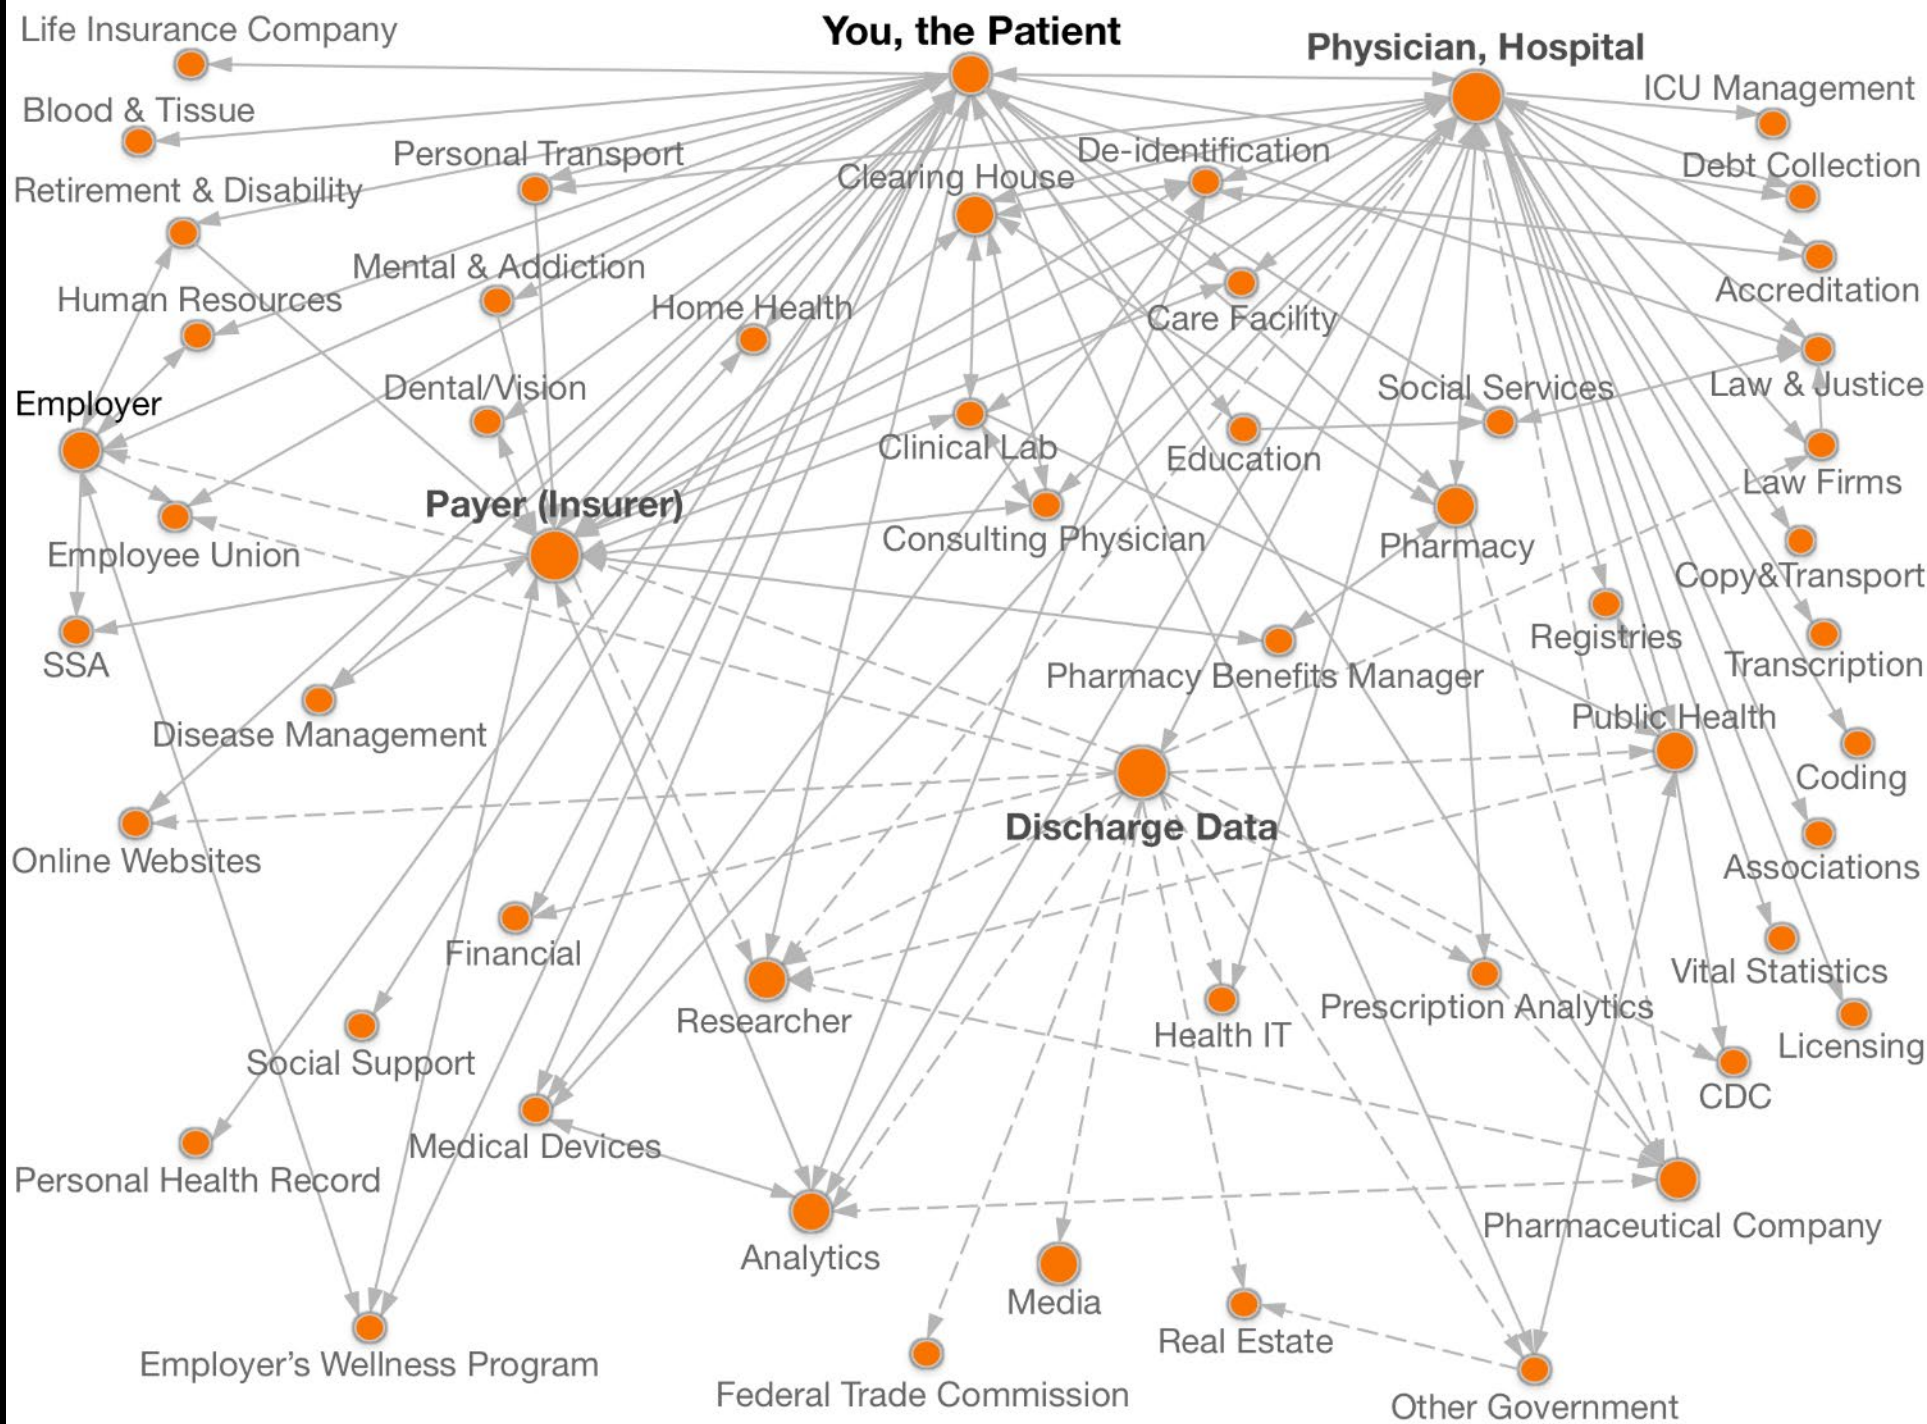 Life Insurance Company
You, the Patient
Physician, Hospital
ICU Management
Blood & Tissue
Personal Transport
De-identification
Debt Collection
Clearing House
Retirement & Disability
Mental & Addiction
Accreditation
Human Resources
Home Health
Care Facility
Dental/Vision
Social Services
Law & Justice
Employer
Clinical Lab
Education
Law Firms
Payer (Insurer)
Consulting Physician
Pharmacy
Employee Union
Copy&Transport
Registries
SSA
Transcription
Pharmacy Benefits Manager
Disease Management
Public Health
Coding
Discharge Data
Online Websites
Associations
Financial
Vital Statistics
Researcher
Prescription Analytics
Health IT
Licensing
Social Support
CDC
Medical Devices
Personal Health Record
Pharmaceutical Company
Analytics
Media
Real Estate
Employer's Wellness Program
Federal Trade Commission
Other Government